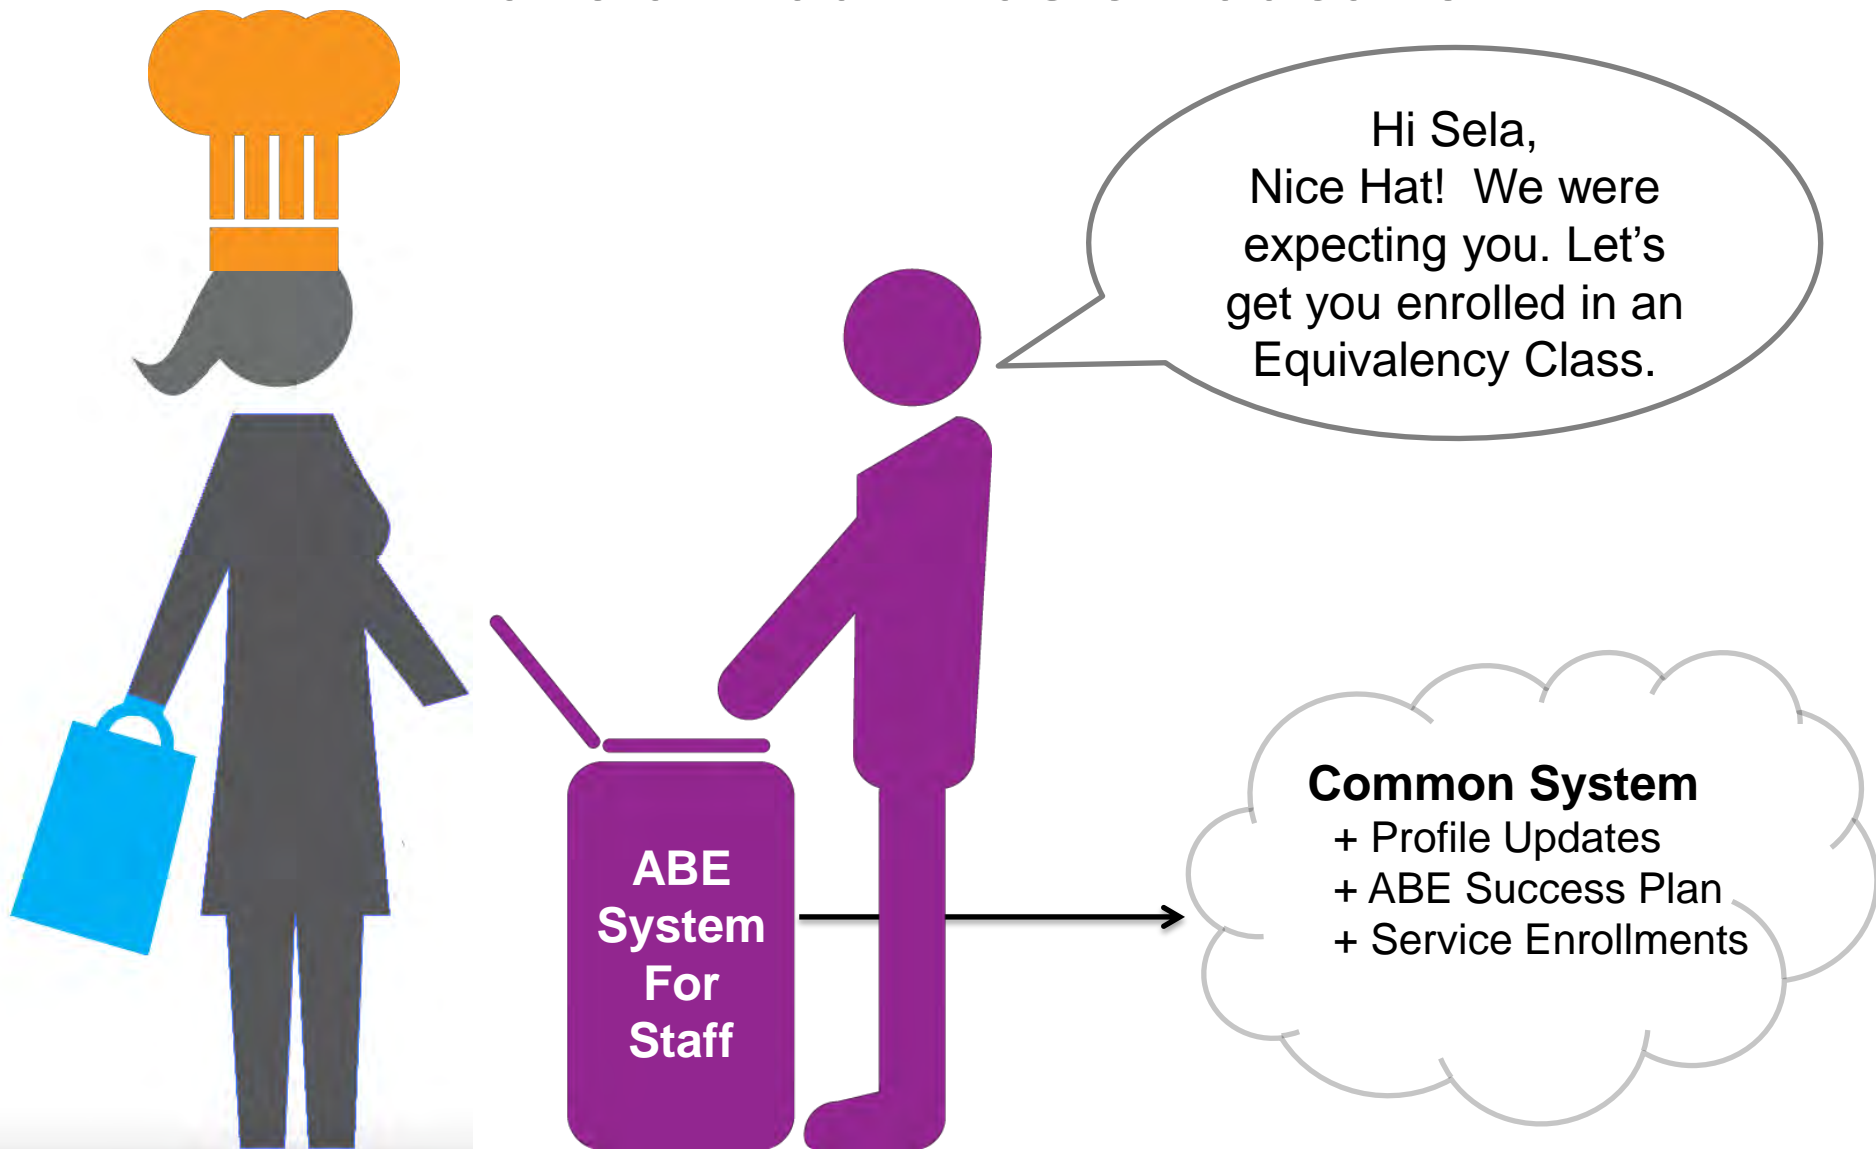 Hi Sela,
Nice Hat!  We were
expecting you. Let’s
get you enrolled in an
Equivalency Class.
ABE
System
For
Staff
Common System
+ Profile Updates
+ ABE Success Plan
+ Service Enrollments